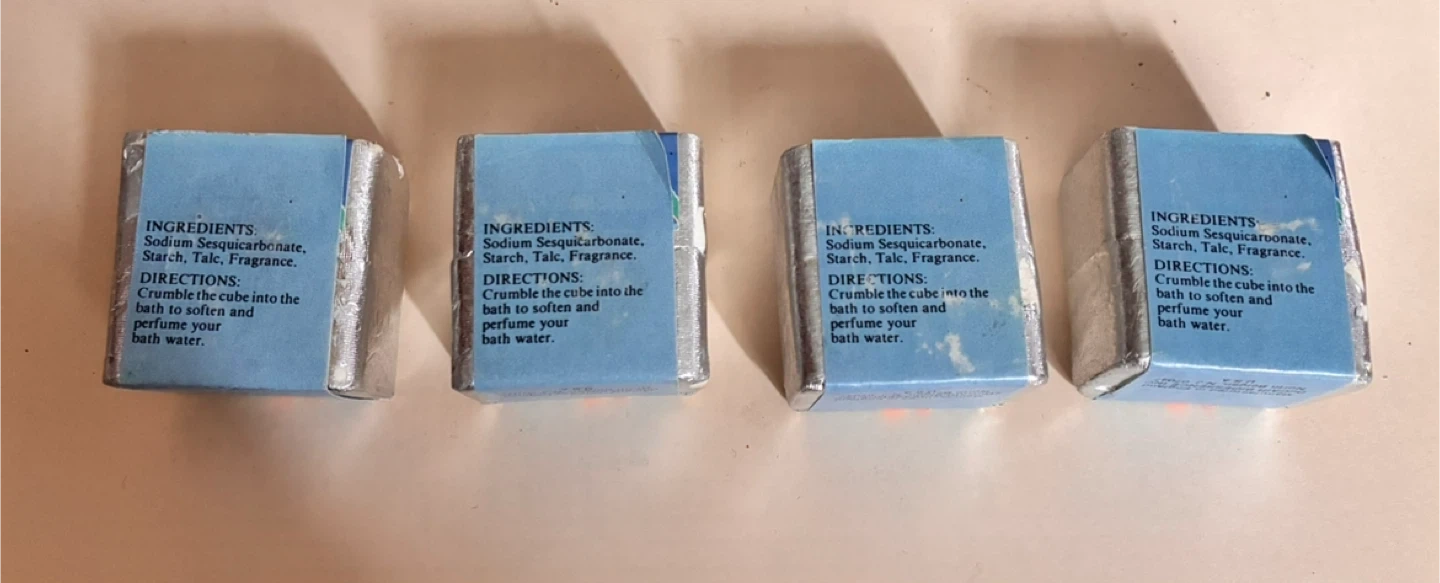 INGREDIENTS:
Sodium Sesquicarbonate,
Starch, Talc, Fragrance.
DIRECTIONS:
Crumble the cube into the
bath to soften and
perfume your
bath water.
INGREDIENTS:
Sodium Sesquicarbonate,
Starch, Talc, Fragrance.
DIRECTIONS:
Crumble the cube into the
bath to soften and
perfume your
bath water.
INGREDIENTS:
Sodium Sesquicarbonate,
Starch, Talc, Fragrance.
DIRECTIONS:
Crumble the cube into the
bath to soften and
perfume your
bath water.
INGREDIENTS:
Sodium Sesquicarbonate,
Starch, Talc, Fragrance.
DIRECTIONS:
Crumble the cube into the
bath to soften and
perfume your
bath water.